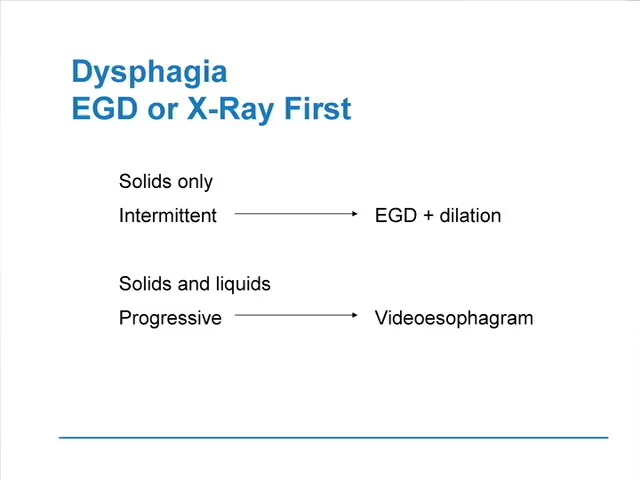 Dysphagia
EGD or X-Ray First
Solids only
Intermittent EGD + dilation
Solids and liquids
Progressive Videoesophagram